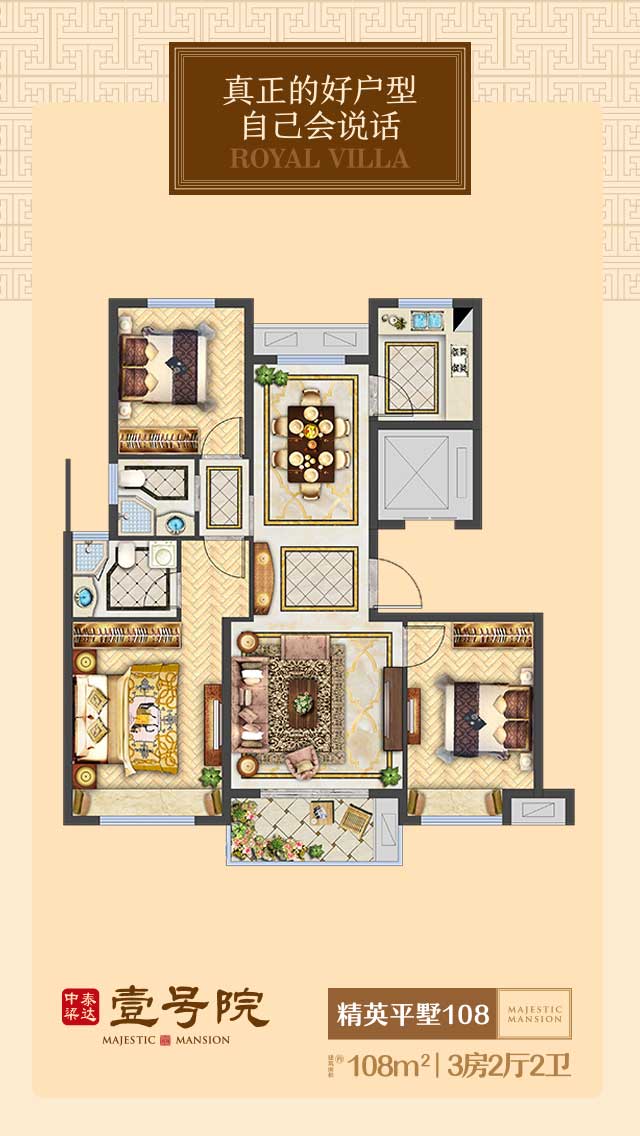 真正的好户型
自己会说话
ROYAL VILLA
中梁
泰达
壹号院
MAJESTIC MANSION
精英平墅108
MAJESTIC
MANSION
建筑面积 约 108m² 3房2厅2卫